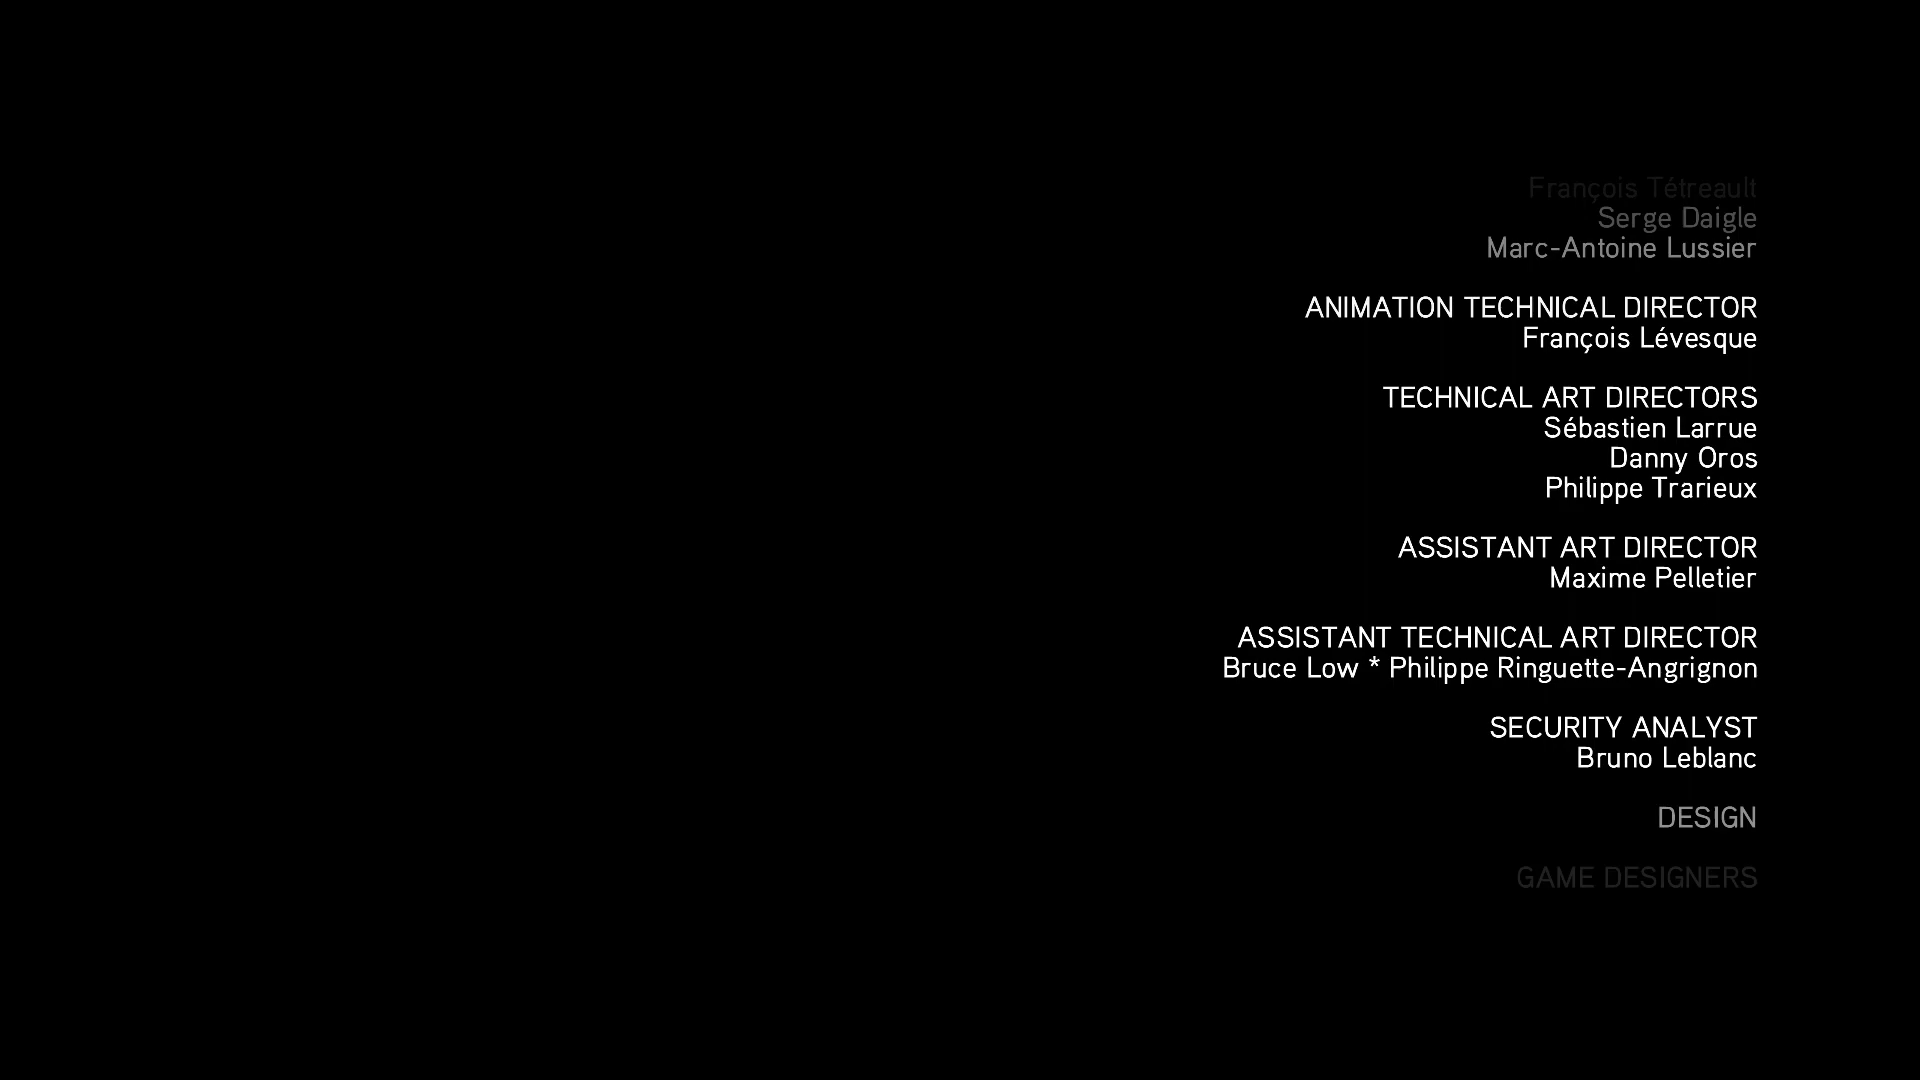 François Tétreault
Serge Daigle
Marc-Antoine Lussier
ANIMATION TECHNICAL DIRECTOR
François Lévesque
TECHNICAL ART DIRECTORS
Sébastien Larrue
Danny Oros
Philippe Trarieux
ASSISTANT ART DIRECTOR
Maxime Pelletier
ASSISTANT TECHNICAL ART DIRECTOR
Bruce Low * Philippe Ringuette-Angrignon
SECURITY ANALYST
Bruno Leblanc
DESIGN
GAME DESIGNERS